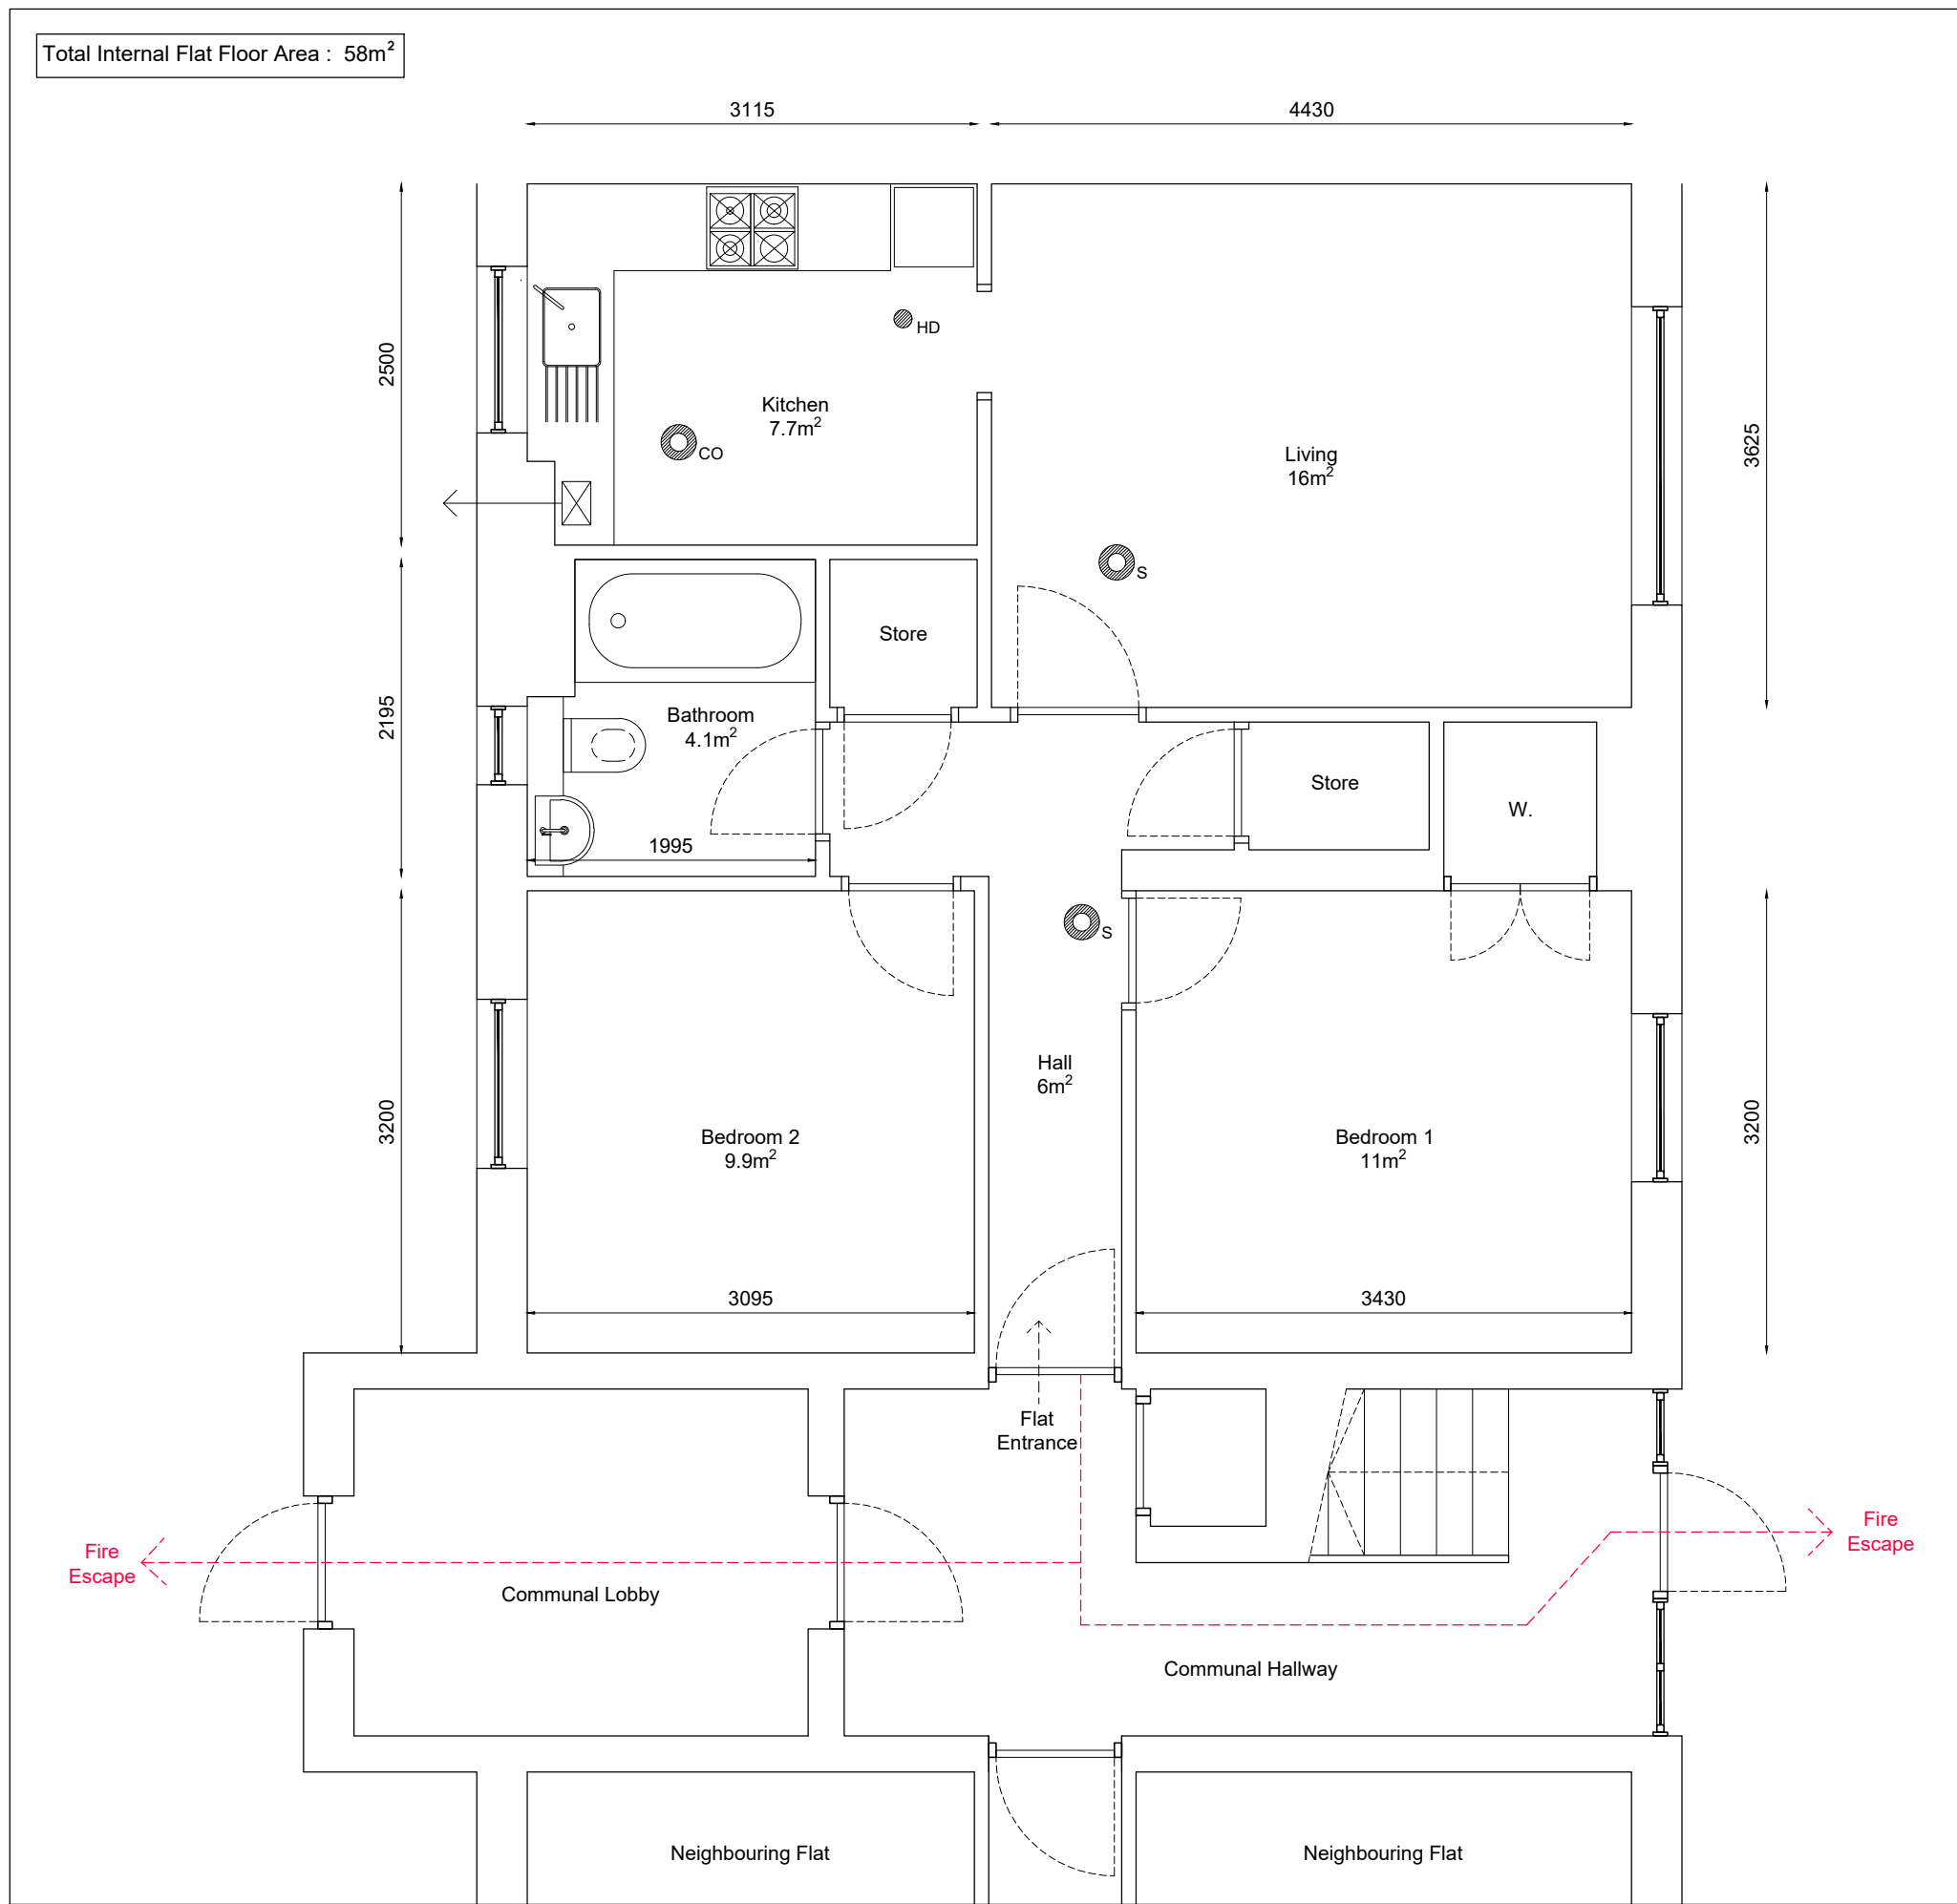 Total Internal Flat Floor Area :  58m²
3115
4430
2500
HD
Kitchen
7.7m²
CO
Living
16m²
3625
S
Store
2195
Bathroom
4.1m²
Store
W.
1995
S
Hall
6m²
3200
Bedroom 2
9.9m²
Bedroom 1
11m²
3200
3095
3430
Flat
Entrance
Fire
Escape
Fire
Escape
Communal Lobby
Communal Hallway
Neighbouring Flat
Neighbouring Flat